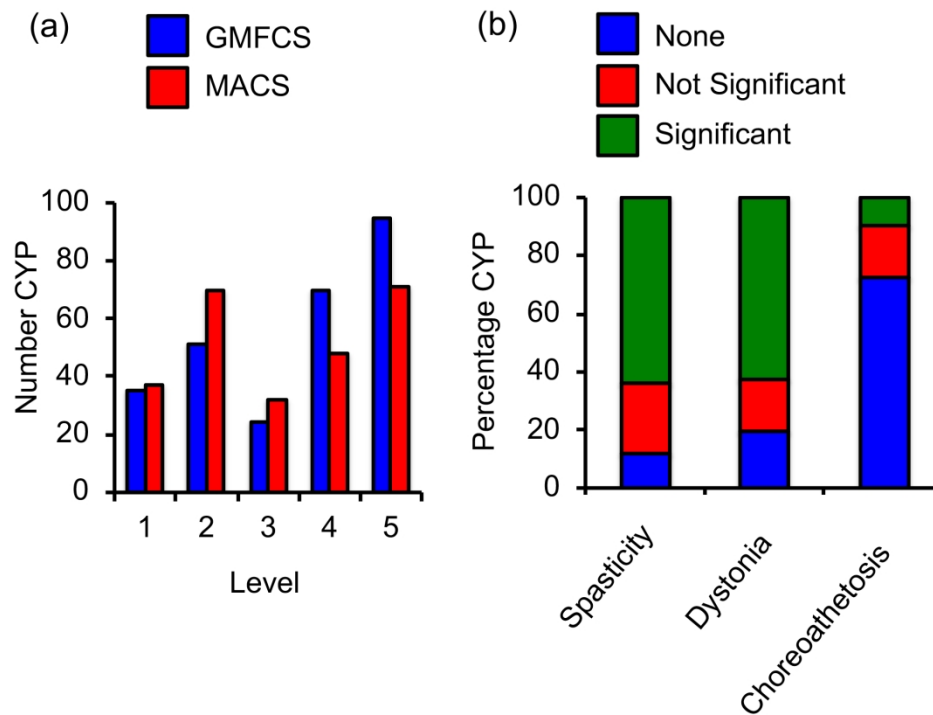 (a)
GMFCS
MACS
Number CYP
100
80
60
40
20
0
1 2 3 4 5
Level
(b)
None
Not Significant
Significant
Percentage CYP
100
80
60
40
20
0
Spasticity
Dystonia
Choreoathetosis